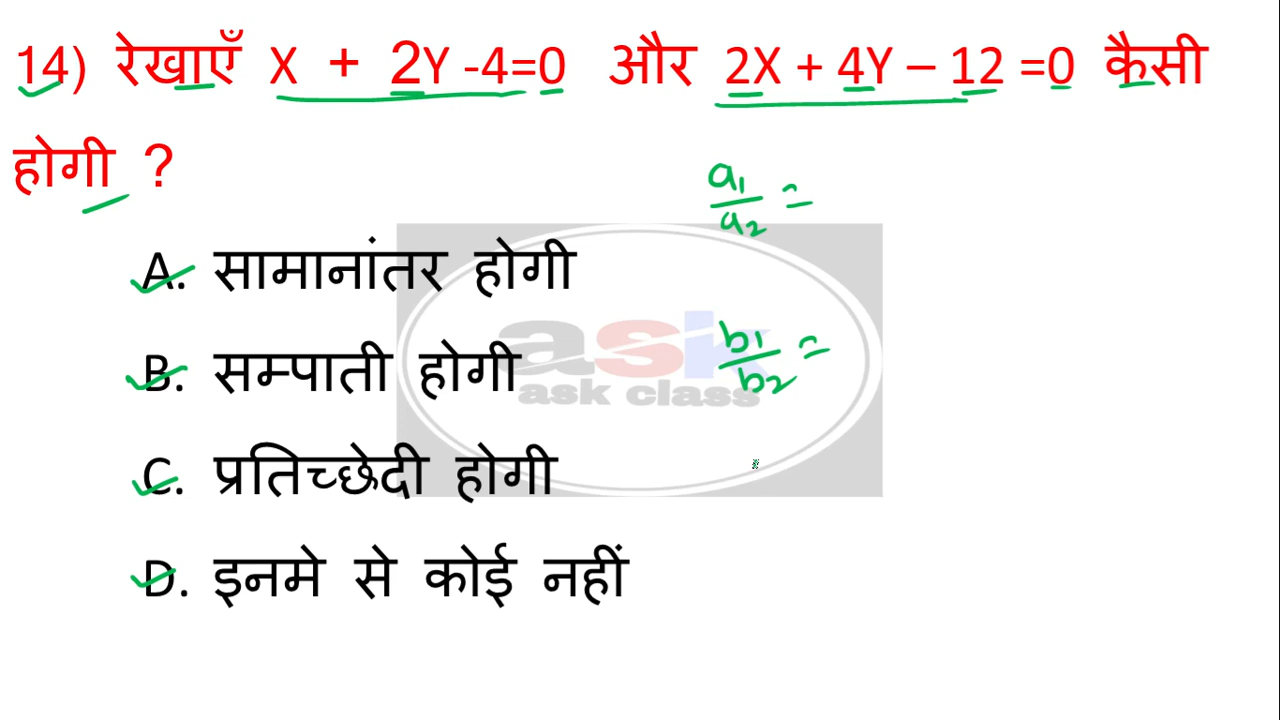 14) रेखाएँ X + 2Y -4=0 और 2X + 4Y – 12 =0 कैसी
होगी ?
a1/a2 =
A. सामानांतर होगी
b1/b2 =
B. सम्पाती होगी
ask
ask class
C. प्रतिच्छेदी होगी
D. इनमे से कोई नहीं